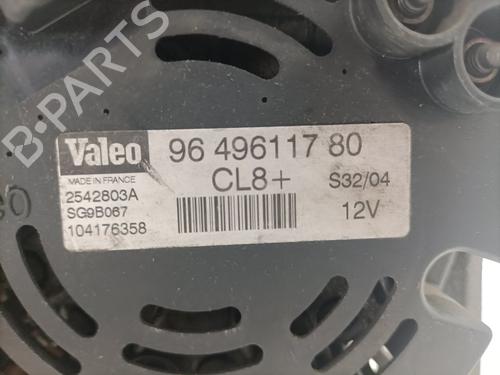 Valeo 96 496117 80
MADE IN FRANCE CL8+ S32/04
2542803A
SG9B067 12V
104176358
B-PARTS